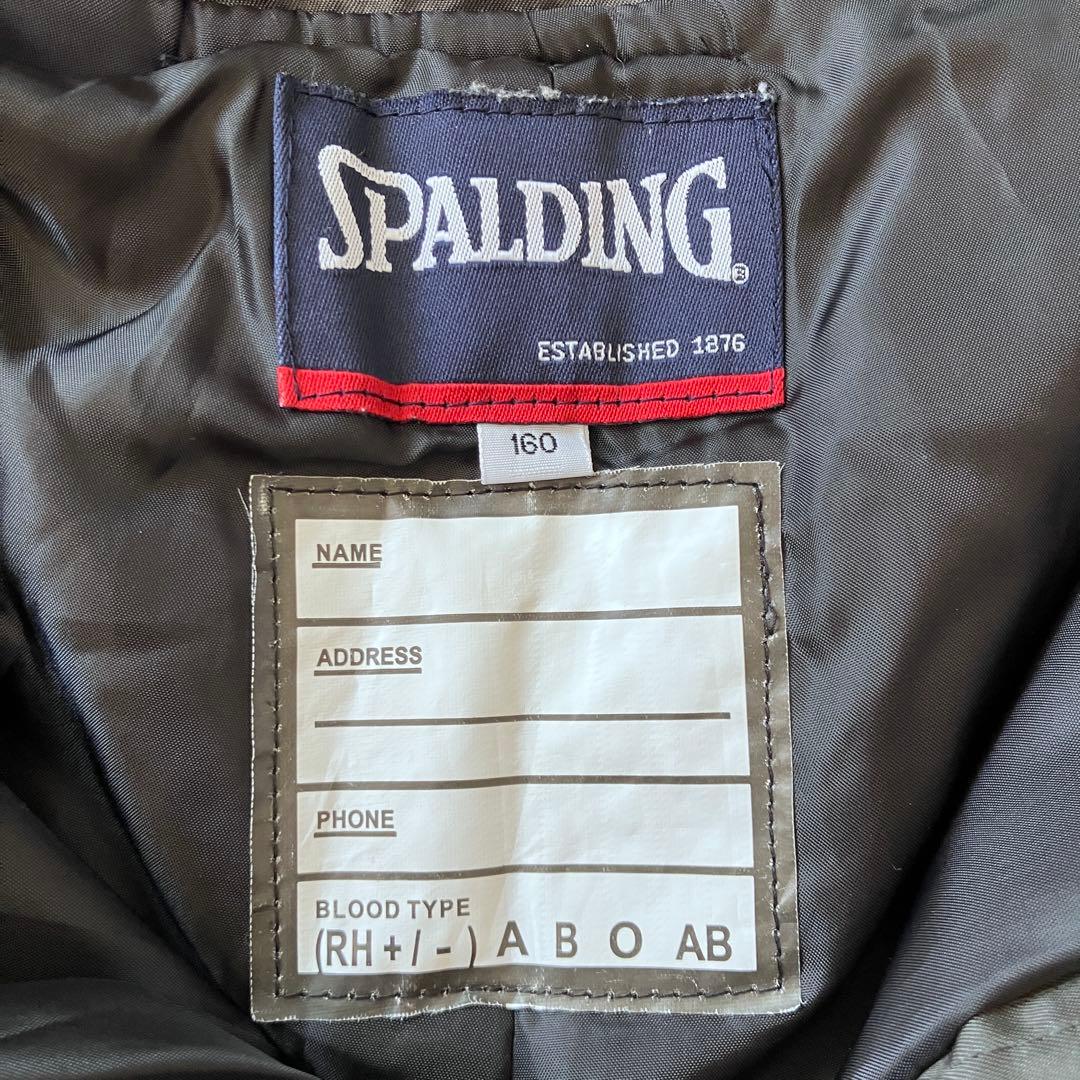 SPALDING®
ESTABLISHED 1876
160
NAME
ADDRESS
PHONE
BLOOD TYPE
(RH + / - ) A B O AB